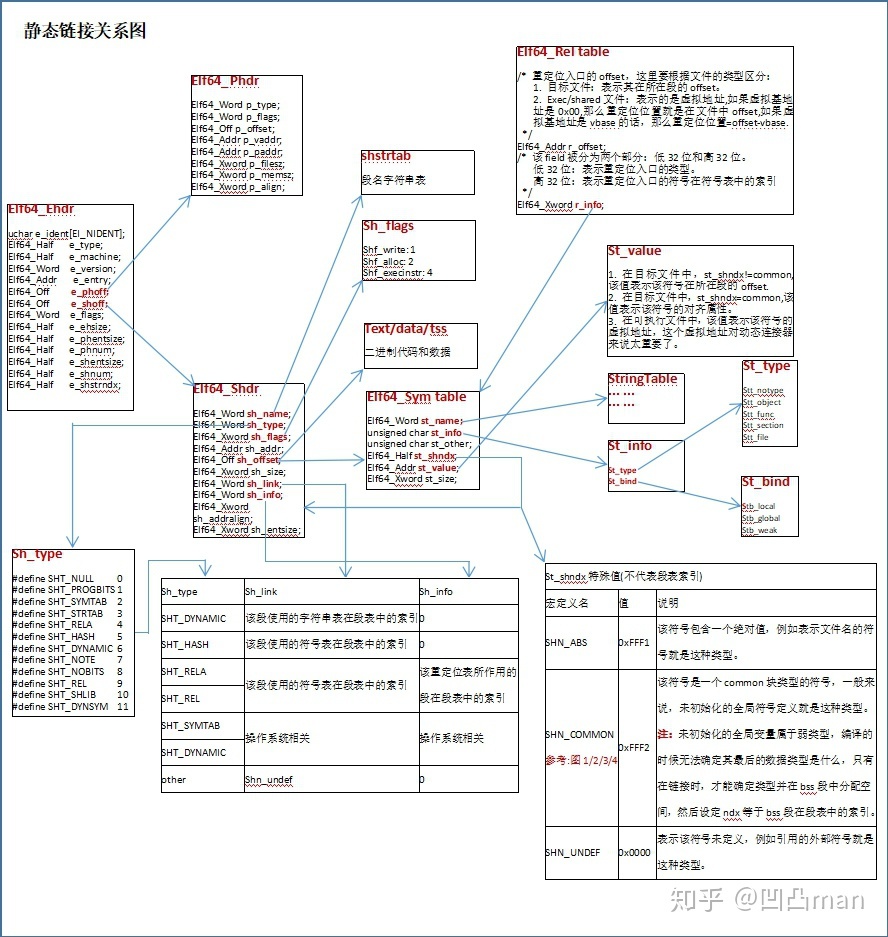 静态链接关系图
Elf64_Phdr
Elf64_Word p_type;
Elf64_Word p_flags;
Elf64_Off p_offset;
Elf64_Addr p_vaddr;
Elf64_Addr p_paddr;
Elf64_Xword p_filesz;
Elf64_Xword p_memsz;
Elf64_Xword p_align;
Elf64_Rel table
/* 重定位入口的 offset，这里要根据文件的类型区分：
1. 目标文件：表示其在所在段的 offset。
2. Exec/shared 文件：表示的是虚拟地址,如果虚拟基地
址是 0x00,那么重定位位置就是在文件中 offset,如果虚
拟基地址是 vbase 的话，那么重定位位置=offset-vbase.
*/
Elf64_Addr r_offset;
/* 该 field 被分为两个部分：低 32 位和高 32 位。
低 32 位：表示重定位入口的类型。
高 32 位：表示重定位入口的符号在符号表中的索引
*/
Elf64_Xword r_info;
shstrtab
段名字符串表
Sh_flags
Shf_write: 1
Shf_alloc: 2
Shf_execinstr: 4
Elf64_Ehdr
uchar e_ident[EI_NIDENT];
Elf64_Half e_type;
Elf64_Half e_machine;
Elf64_Word e_version;
Elf64_Addr e_entry;
Elf64_Off e_phoff;
Elf64_Off e_shoff;
Elf64_Word e_flags;
Elf64_Half e_ehsize;
Elf64_Half e_phentsize;
Elf64_Half e_phnum;
Elf64_Half e_shentsize;
Elf64_Half e_shnum;
Elf64_Half e_shstrndx;
St_value
1. 在目标文件中，st_shndx!=common,
该值表示该符号在所在段的 offset.
2. 在目标文件中，st_shndx=common,该
值表示该符号的对齐属性。
3. 在可执行文件中，该值表示该符号的
虚拟地址，这个虚拟地址对动态连接器
来说太重要了。
Text/data/tss
二进制代码和数据
Elf64_Shdr
Elf64_Word sh_name;
Elf64_Word sh_type;
Elf64_Xword sh_flags;
Elf64_Addr sh_addr;
Elf64_Off sh_offset;
Elf64_Xword sh_size;
Elf64_Word sh_link;
Elf64_Word sh_info;
Elf64_Xword
sh_addralign;
Elf64_Xword sh_entsize;
Elf64_Sym table
Elf64_Word st_name;
unsigned char st_info
unsigned char st_other;
Elf64_Half st_shndx;
Elf64_Addr st_value;
Elf64_Xword st_size;
StringTable
... ...
... ...
St_type
Stt_notype
Stt_object
Stt_func
Stt_section
Stt_file
St_info
St_type
St_bind
St_bind
Stb_local
Stb_global
Stb_weak
Sh_type
#define SHT_NULL 0
#define SHT_PROGBITS 1
#define SHT_SYMTAB 2
#define SHT_STRTAB 3
#define SHT_RELA 4
#define SHT_HASH 5
#define SHT_DYNAMIC 6
#define SHT_NOTE 7
#define SHT_NOBITS 8
#define SHT_REL 9
#define SHT_SHLIB 10
#define SHT_DYNSYM 11
Sh_type Sh_link Sh_info
SHT_DYNAMIC 该段使用的字符串表在段表中的索引 0
SHT_HASH 该段使用的符号表在段表中的索引 0
SHT_RELA
SHT_REL
该段使用的符号表在段表中的索引
该重定位表所作用的
段在段表中的索引
SHT_SYMTAB
SHT_DYNAMIC
操作系统相关 操作系统相关
other Shn_undef 0
St_shndx 特殊值(不代表段表索引)
宏定义名 值 说明
SHN_ABS 0xFFF1
该符号包含一个绝对值，例如表示文件名的符
号就是这种类型。
SHN_COMMON
参考:图 1/2/3/4
0xFFF2
该符号是一个 common 块类型的符号，一般来
说，未初始化的全局符号定义就是这种类型。
注：未初始化的全局变量属于弱类型，编译的
时候无法确定其最后的数据类型是什么，只有
在链接时，才能确定类型并在 bss 段中分配空
间，然后设定 ndx 等于 bss 段在段表中的索引。
SHN_UNDEF 0x0000
表示该符号未定义，例如引用的外部符号就是
这种类型。
知乎 @凹凸man